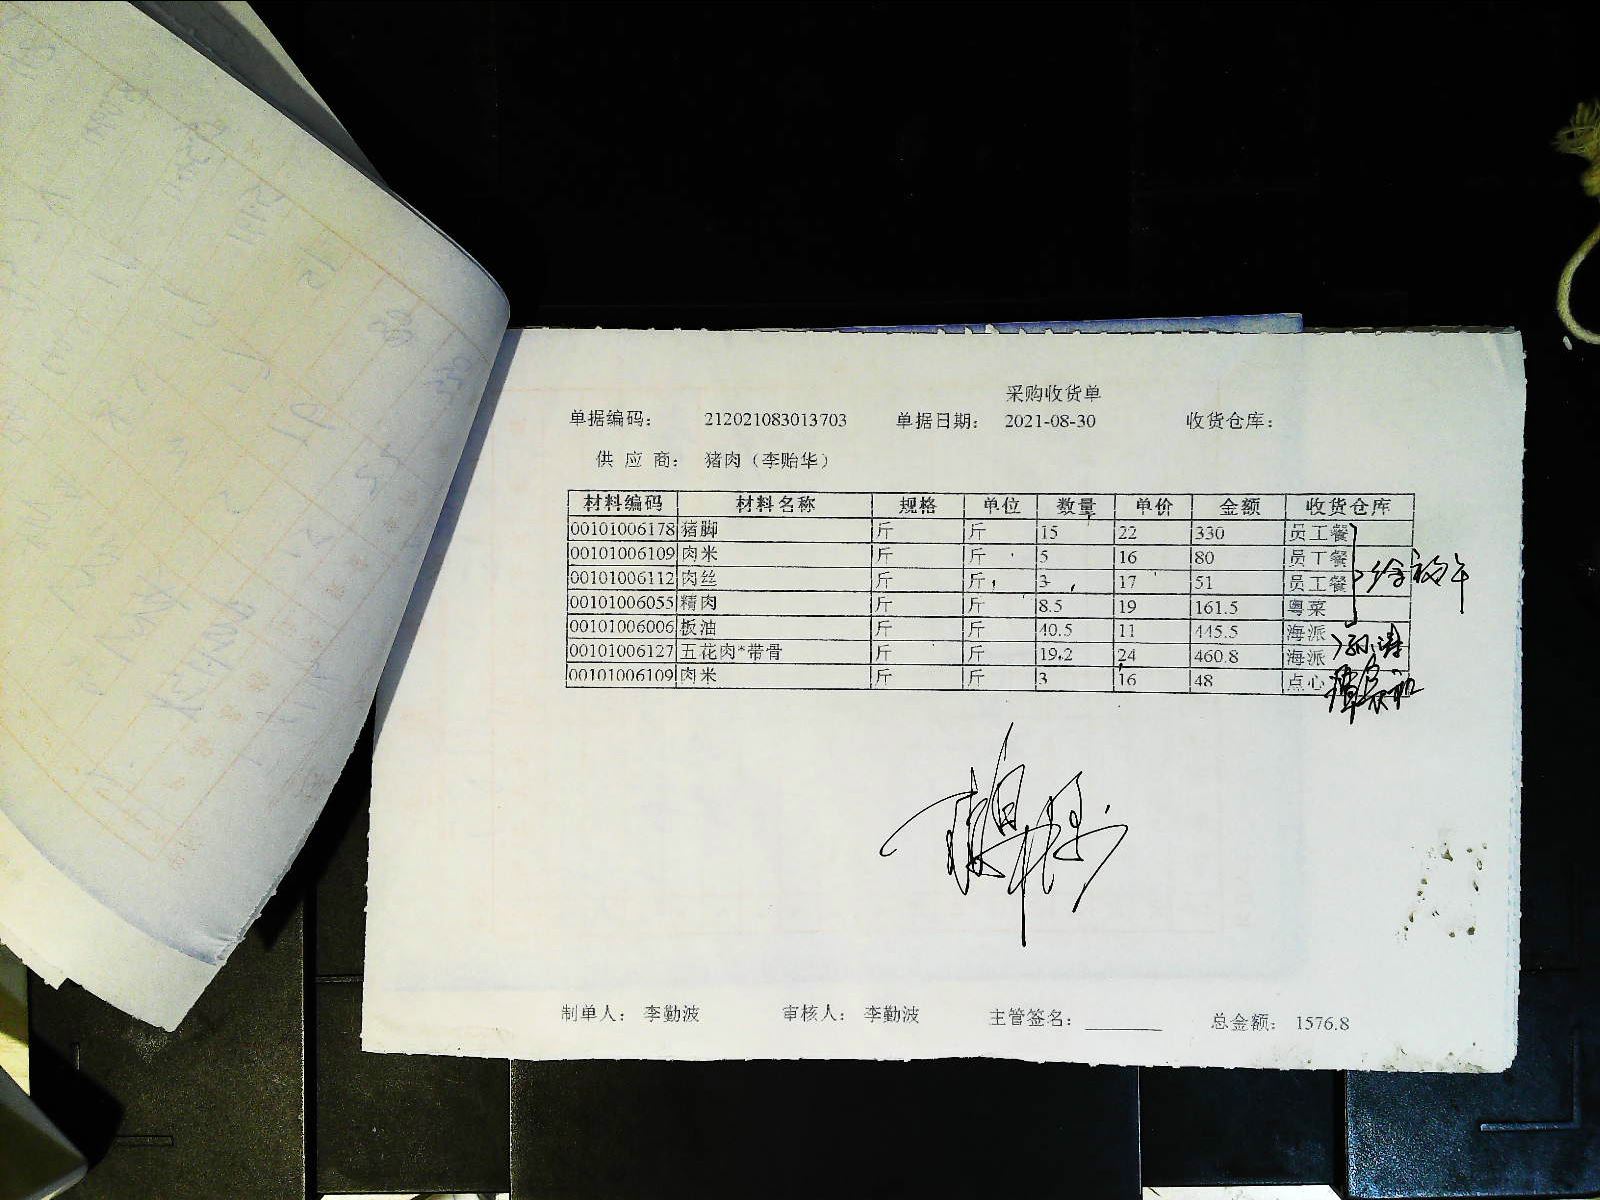 采购收货单
单据编码： 212021083013703 单据日期： 2021-08-30 收货仓库：
供 应 商： 猪肉（李贻华）
材料编码 材料名称 规格 单位 数量 单价 金额 收货仓库
00101006178 猪脚 斤 斤 15 22 330 员工餐
00101006109 肉米 斤 斤 5 16 80 员工餐
00101006112 肉丝 斤 斤 3 17 51 员工餐
00101006055 精肉 斤 斤 8.5 19 161.5 粤菜
00101006006 板油 斤 斤 40.5 11 445.5 海派
00101006127 五花肉*带骨 斤 斤 19.2 24 460.8 海派
00101006109 肉米 斤 斤 3 16 48 点心
制单人： 李勤波 审核人： 李勤波 主管签名： 总金额： 1576.8